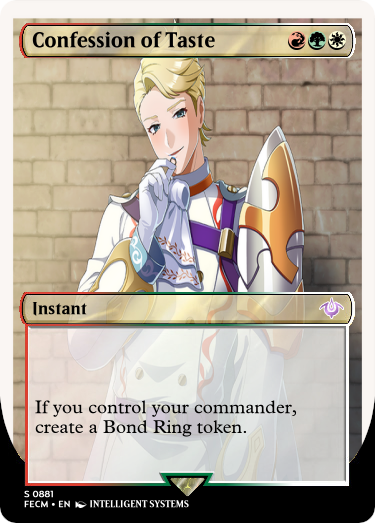 Confession of Taste
Instant
If you control your commander,
create a Bond Ring token.
S 0881
FECM • EN INTELLIGENT SYSTEMS